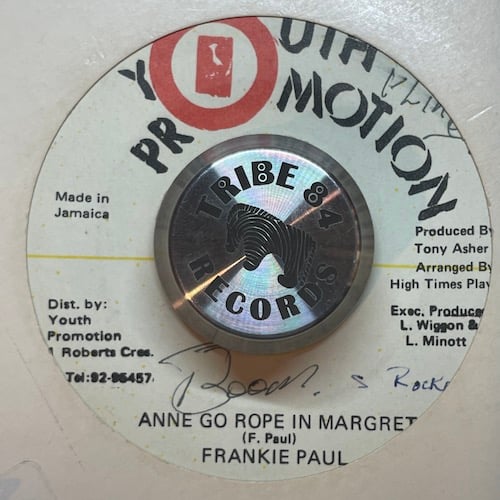 YOUTH
PROMOTION
TRIBE 84
RECORDS
Made in
Jamaica
Produced By
Tony Asher
Arranged By
High Times Play
Exec. Produce
L. Wiggon &
L. Minott
Dist. by:
Youth
Promotion
1 Roberts Cres.
Tel:92-95457
Boom. s Rock
ANNE GO ROPE IN MARGRET
(F. Paul)
FRANKIE PAUL